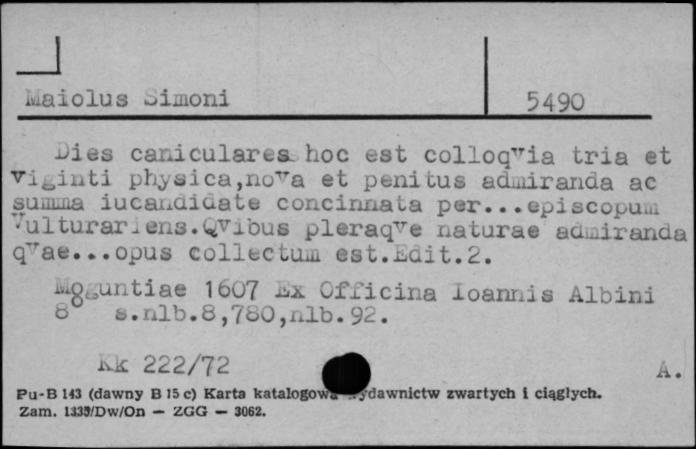 Maiolus Simoni 5490
Dies caniculares hoc est colloqvia tria et
viginti physica,nova et penitus admiranda ac
summa iucandidate concinnata per...episcopum
Vulturariens.Qvibus pleraqve naturae admiranda
qvae...opus collectum est.Edit.2.
Moguntiae 1607 Ex Officina Ioannis Albini
8° s.nlb.8,780,nlb.92.
Kk 222/72 A.
Pu-B 143 (dawny B 15 c) Karta katalogowa wydawnictw zwartych i ciągłych.
Zam. 1339/Dw/On — ZGG — 3062.